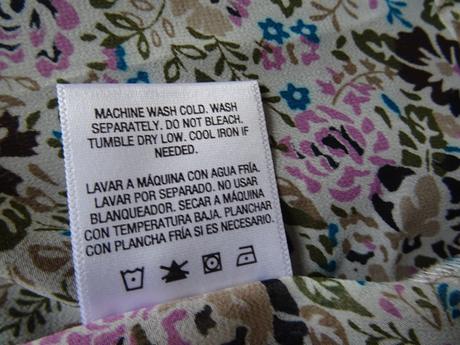 MACHINE WASH COLD. WASH
SEPARATELY. DO NOT BLEACH.
TUMBLE DRY LOW. COOL IRON IF
NEEDED.
LAVAR A MÁQUINA CON AGUA FRÍA.
LAVAR POR SEPARADO. NO USAR
BLANQUEADOR. SECAR A MÁQUINA
CON TEMPERATURA BAJA. PLANCHAR
CON PLANCHA FRÍA SI ES NECESARIO.